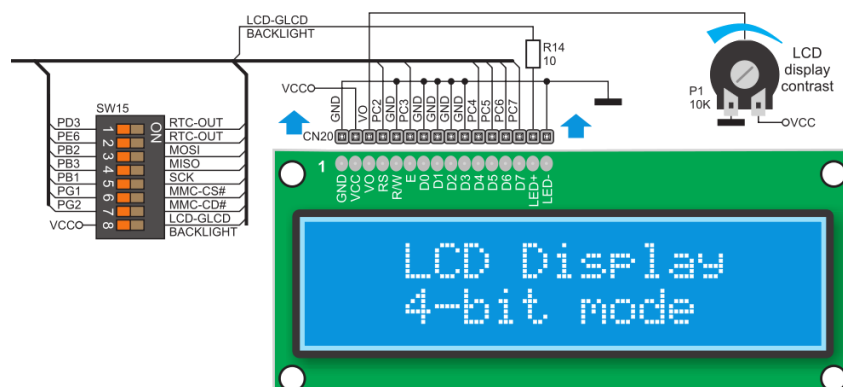 LCD-GLCD
BACKLIGHT
R14
10
LCD
display
contrast
P1
10K
VCC
VCC
GND
VO
PC2
GND
PC3
GND
GND
GND
GND
PC4
PC5
PC6
PC7
CN20
SW15
ON
PD3 1 RTC-OUT
PE6 2 RTC-OUT
PB2 3 MOSI
PB3 4 MISO
PB1 5 SCK
PG1 6 MMC-CS#
PG2 7 MMC-CD#
VCC 8 LCD-GLCD
BACKLIGHT
1
GND
VCC
VO
RS
R/W
E
D0
D1
D2
D3
D4
D5
D6
D7
LED+
LED-
LCD Display
4-bit mode